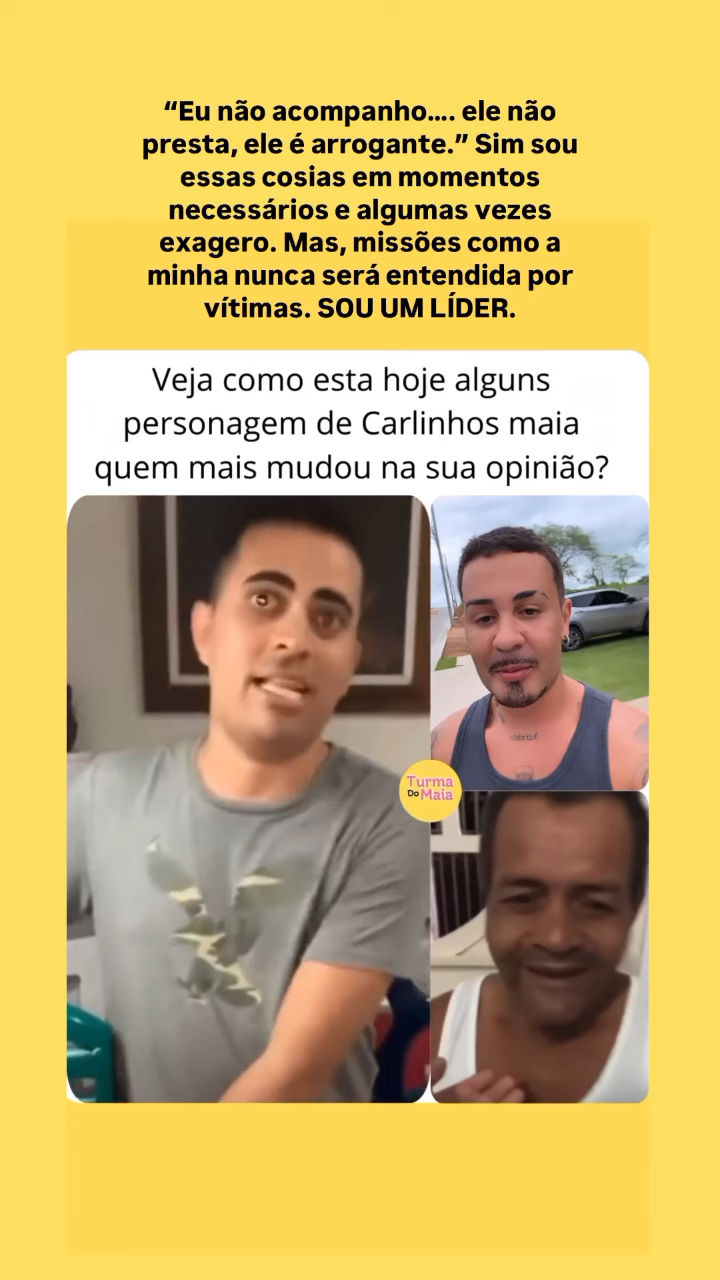 “Eu não acompanho.... ele não
presta, ele é arrogante.” Sim sou
essas cosias em momentos
necessários e algumas vezes
exagero. Mas, missões como a
minha nunca será entendida por
vítimas. SOU UM LÍDER.
Veja como esta hoje alguns
personagem de Carlinhos maia
quem mais mudou na sua opinião?
Turma
Do Maia